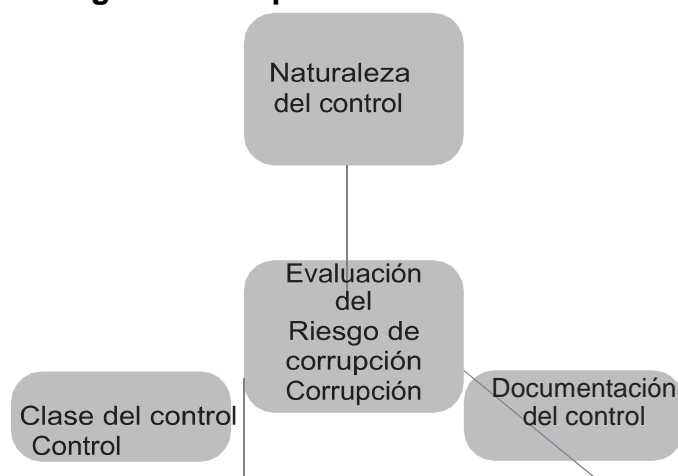 Naturaleza
del control
Evaluación
del
Riesgo de
corrupción
Corrupción
Clase del control
Control
Documentación
del control